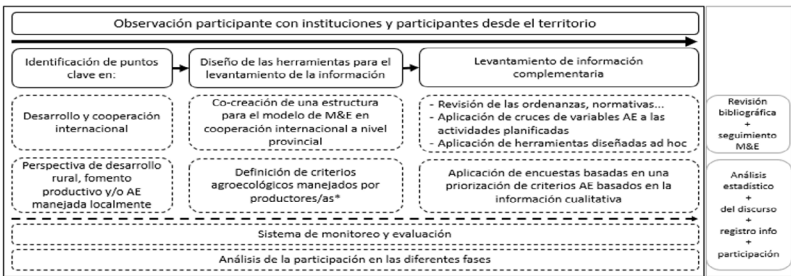 Observación participante con instituciones y participantes desde el territorio
Identificación de puntos
clave en:
Diseño de las herramientas para el
levantamiento de la información
Levantamiento de información
complementaria
Desarrollo y cooperación
internacional
Co-creación de una estructura
para el modelo de M&E en
cooperación internacional a nivel
provincial
- Revisión de las ordenanzas, normativas...
- Aplicación de cruces de variables AE a las
actividades planificadas
- Aplicación de herramientas diseñadas ad hoc
Revisión
bibliográfica
+
seguimiento
M&E
Perspectiva de desarrollo
rural, fomento
productivo y/o AE
manejada localmente
Definición de criterios
agroecológicos manejados por
productores/as*
Aplicación de encuestas basadas en una
priorización de criterios AE basados en la
información cualitativa
Análisis
estadístico
+
del discurso
+
registro info
+
participación
Sistema de monitoreo y evaluación
Análisis de la participación en las diferentes fases